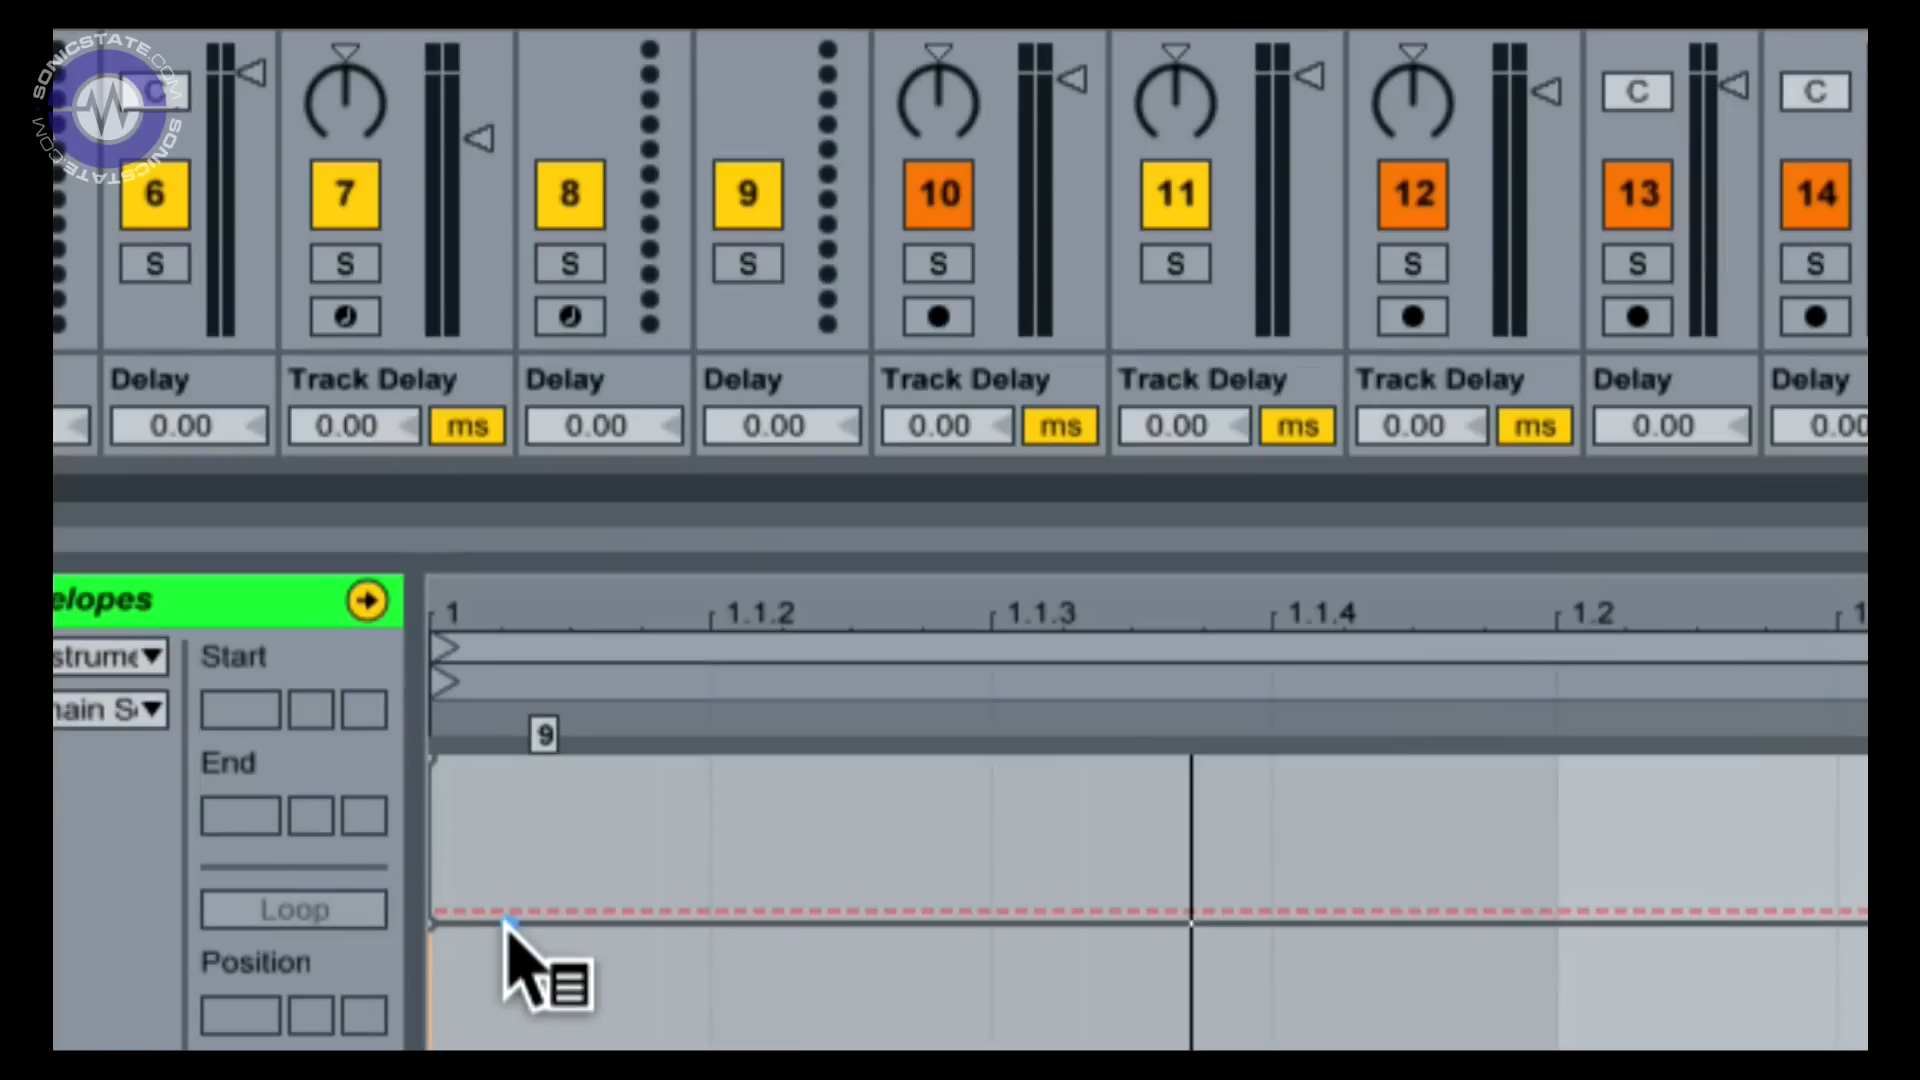 SONICSTATE.COM SONICSTATE.COM
C C C
6 7 8 9 10 11 12 13 14
S S S S S S S S S
Delay Track Delay Delay Delay Track Delay Track Delay Track Delay Delay Delay
0.00 0.00 ms 0.00 0.00 0.00 ms 0.00 ms 0.00 ms 0.00 0.00
elopes
1 1.1.2 1.1.3 1.1.4 1.2 1
strume Start
ain S
9
End
Loop
Position